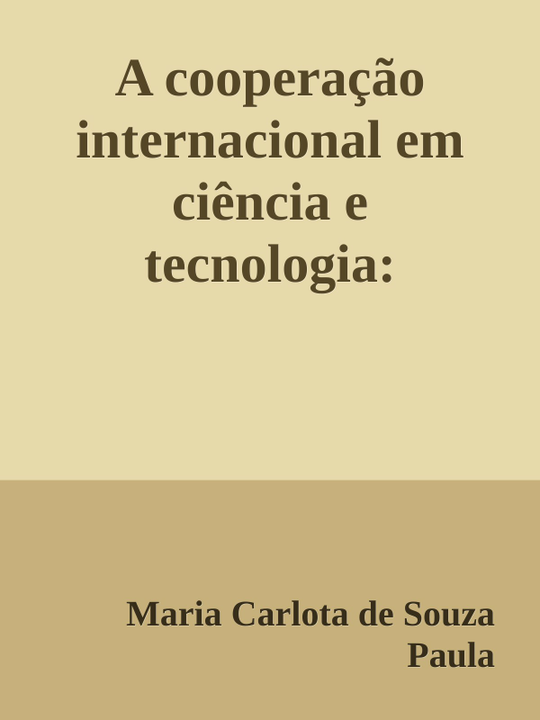 A cooperação
internacional em
ciência e
tecnologia:
Maria Carlota de Souza
Paula